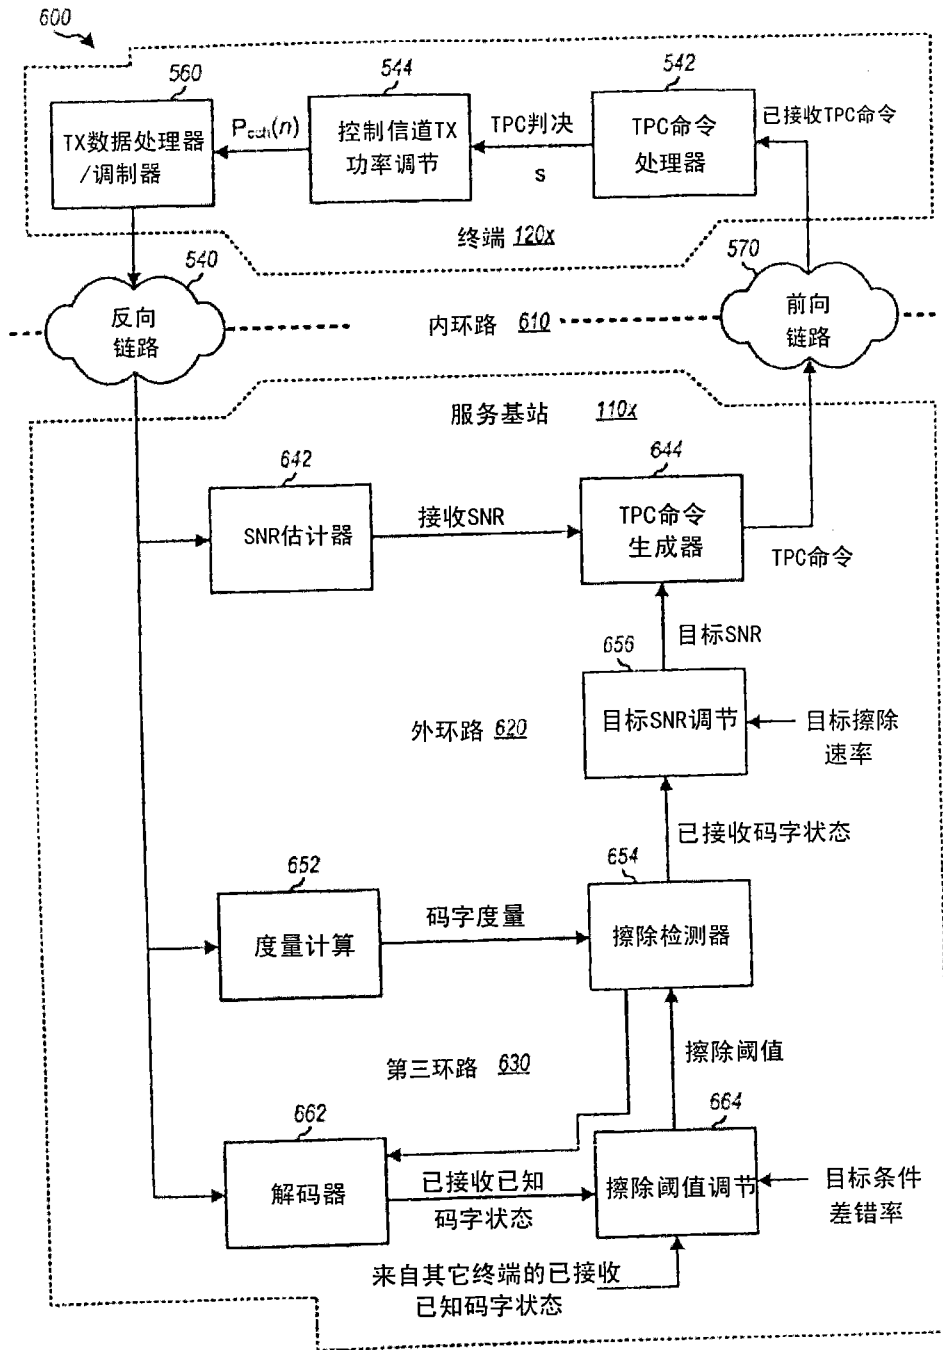 600
560
544
542
TX数据处理器
/调制器
Pcch(n)
控制信道TX
功率调节
TPC判决
s
TPC命令
处理器
已接收TPC命令
终端 120x
540
570
反向
链路
内环路 610
前向
链路
服务基站 110x
642
644
SNR估计器
接收SNR
TPC命令
生成器
TPC命令
目标SNR
656
外环路 620
目标SNR调节
目标擦除
速率
已接收码字状态
652
654
度量计算
码字度量
擦除检测器
第三环路 630
擦除阈值
662
664
解码器
已接收已知
码字状态
擦除阈值调节
目标条件
差错率
来自其它终端的已接收
已知码字状态